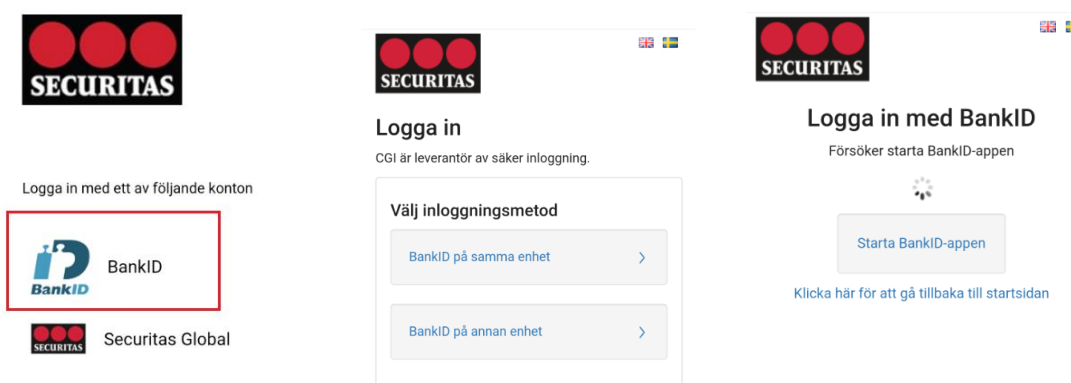 SECURITAS
Logga in med ett av följande konton
BankID
BankID
SECURITAS
Securitas Global
SECURITAS
Logga in
CGI är leverantör av säker inloggning.
Välj inloggningsmetod
BankID på samma enhet
BankID på annan enhet
SECURITAS
Logga in med BankID
Försöker starta BankID-appen
Starta BankID-appen
Klicka här för att gå tillbaka till startsidan